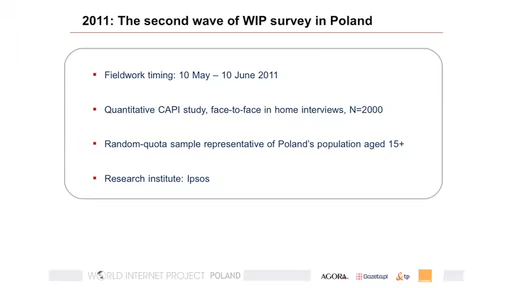 2011: The second wave of WIP survey in Poland
Fieldwork timing: 10 May – 10 June 2011
Quantitative CAPI study, face-to-face in home interviews, N=2000
Random-quota sample representative of Poland's population aged 15+
Research institute: Ipsos
WORLD INTERNET PROJECT POLAND
AGORA Gazeta.pl tp